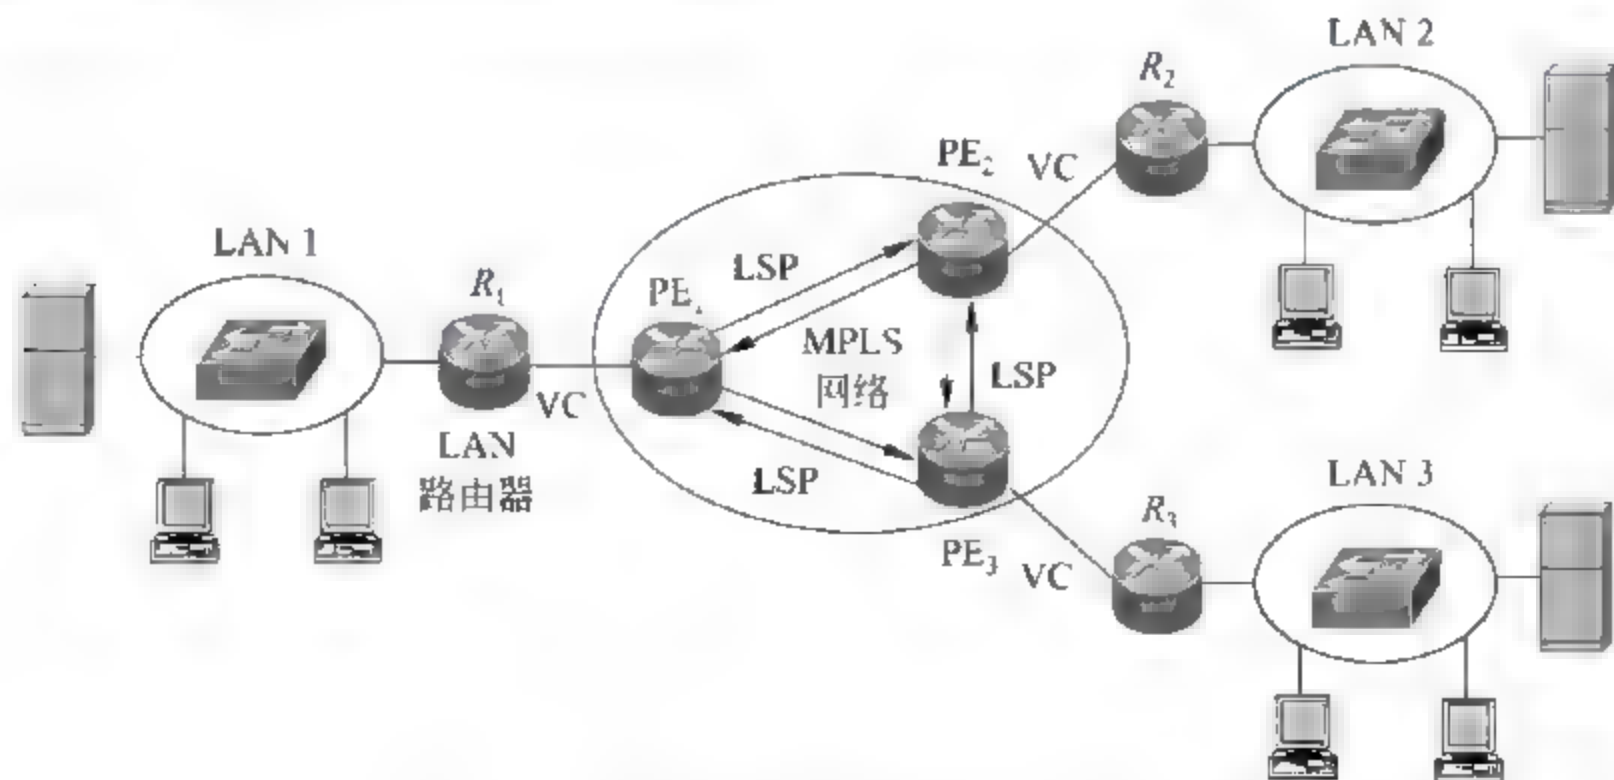 LAN 1
R₁
VC
LAN
路由器
PE₁
LSP
MPLS
网络
LSP
LSP
PE₂
VC
R₂
LAN 2
PE₃
VC
R₃
LAN 3